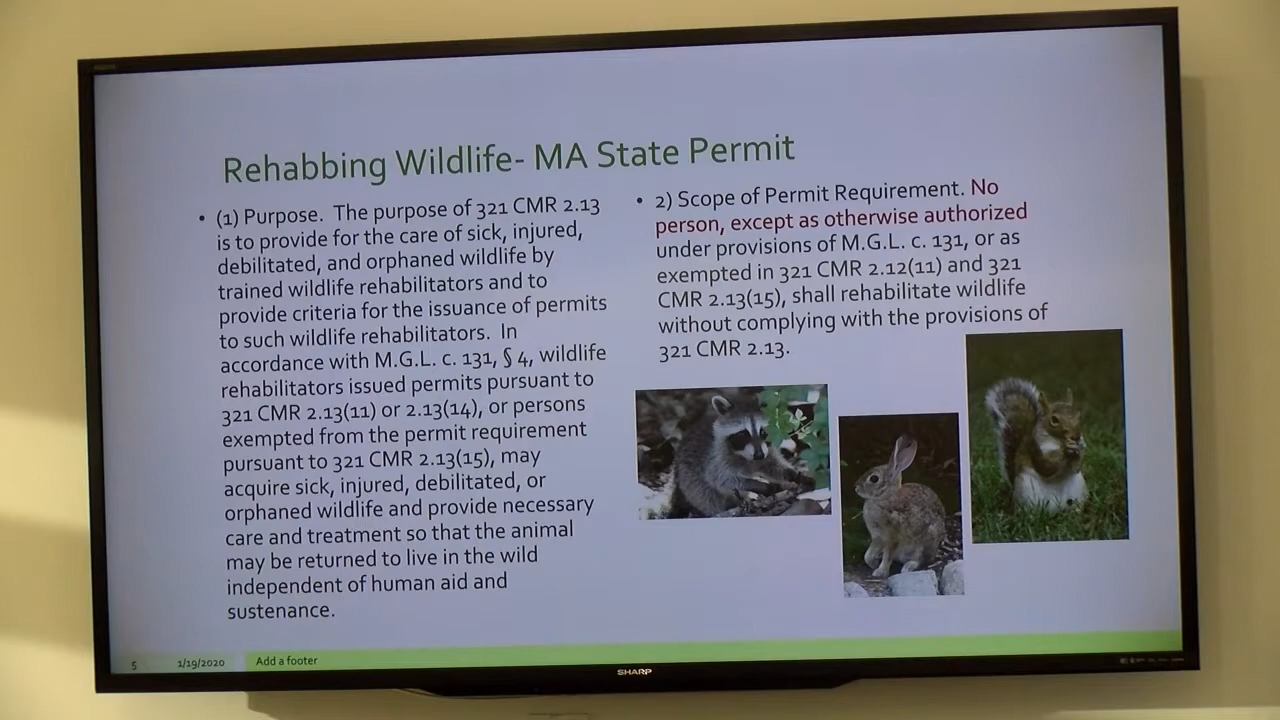 Rehabbing Wildlife- MA State Permit
• (1) Purpose. The purpose of 321 CMR 2.13
is to provide for the care of sick, injured,
debilitated, and orphaned wildlife by
trained wildlife rehabilitators and to
provide criteria for the issuance of permits
to such wildlife rehabilitators. In
accordance with M.G.L. c. 131, § 4, wildlife
rehabilitators issued permits pursuant to
321 CMR 2.13(11) or 2.13(14), or persons
exempted from the permit requirement
pursuant to 321 CMR 2.13(15), may
acquire sick, injured, debilitated, or
orphaned wildlife and provide necessary
care and treatment so that the animal
may be returned to live in the wild
independent of human aid and
sustenance.
• 2) Scope of Permit Requirement. No
person, except as otherwise authorized
under provisions of M.G.L. c. 131, or as
exempted in 321 CMR 2.12(11) and 321
CMR 2.13(15), shall rehabilitate wildlife
without complying with the provisions of
321 CMR 2.13.
5 1/19/2020 Add a footer
SHARP